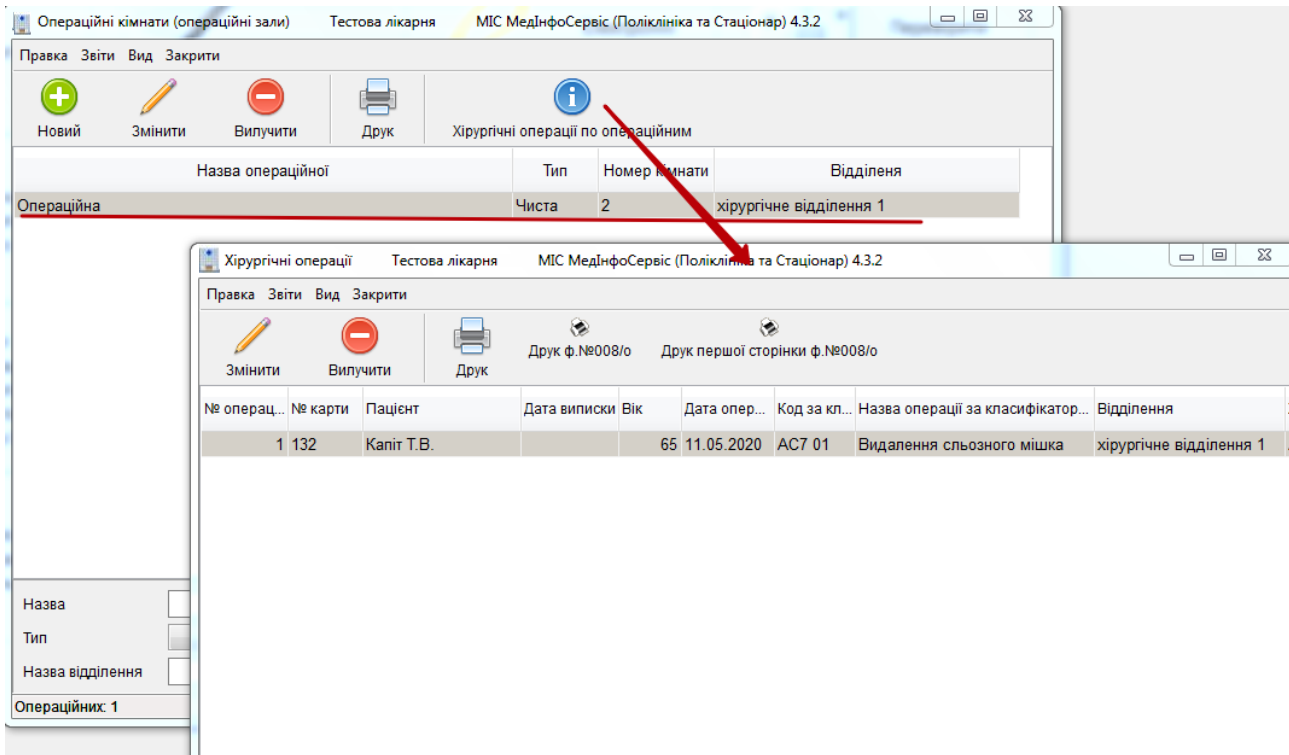 Операційні кімнати (операційні зали) Тестова лікарня МІС МедІнфоСервіс (Поліклініка та Стаціонар) 4.3.2
Правка Звіти Вид Закрити
Новий Змінити Вилучити Друк Хірургічні операції по операційним
Назва операційної Тип Номер кімнати Відділеня
Операційна Чиста 2 хірургічне відділення 1
Хірургічні операції Тестова лікарня МІС МедІнфоСервіс (Поліклініка та Стаціонар) 4.3.2
Правка Звіти Вид Закрити
Змінити Вилучити Друк Друк ф.№008/о Друк першої сторінки ф.№008/о
№ операц... № карти Пацієнт Дата виписки Вік Дата опер... Код за кл... Назва операції за класифікатор... Відділення
1 132 Капіт Т.В. 65 11.05.2020 АС7 01 Видалення сльозного мішка хірургічне відділення 1
Назва
Тип
Назва відділення
Операційних: 1